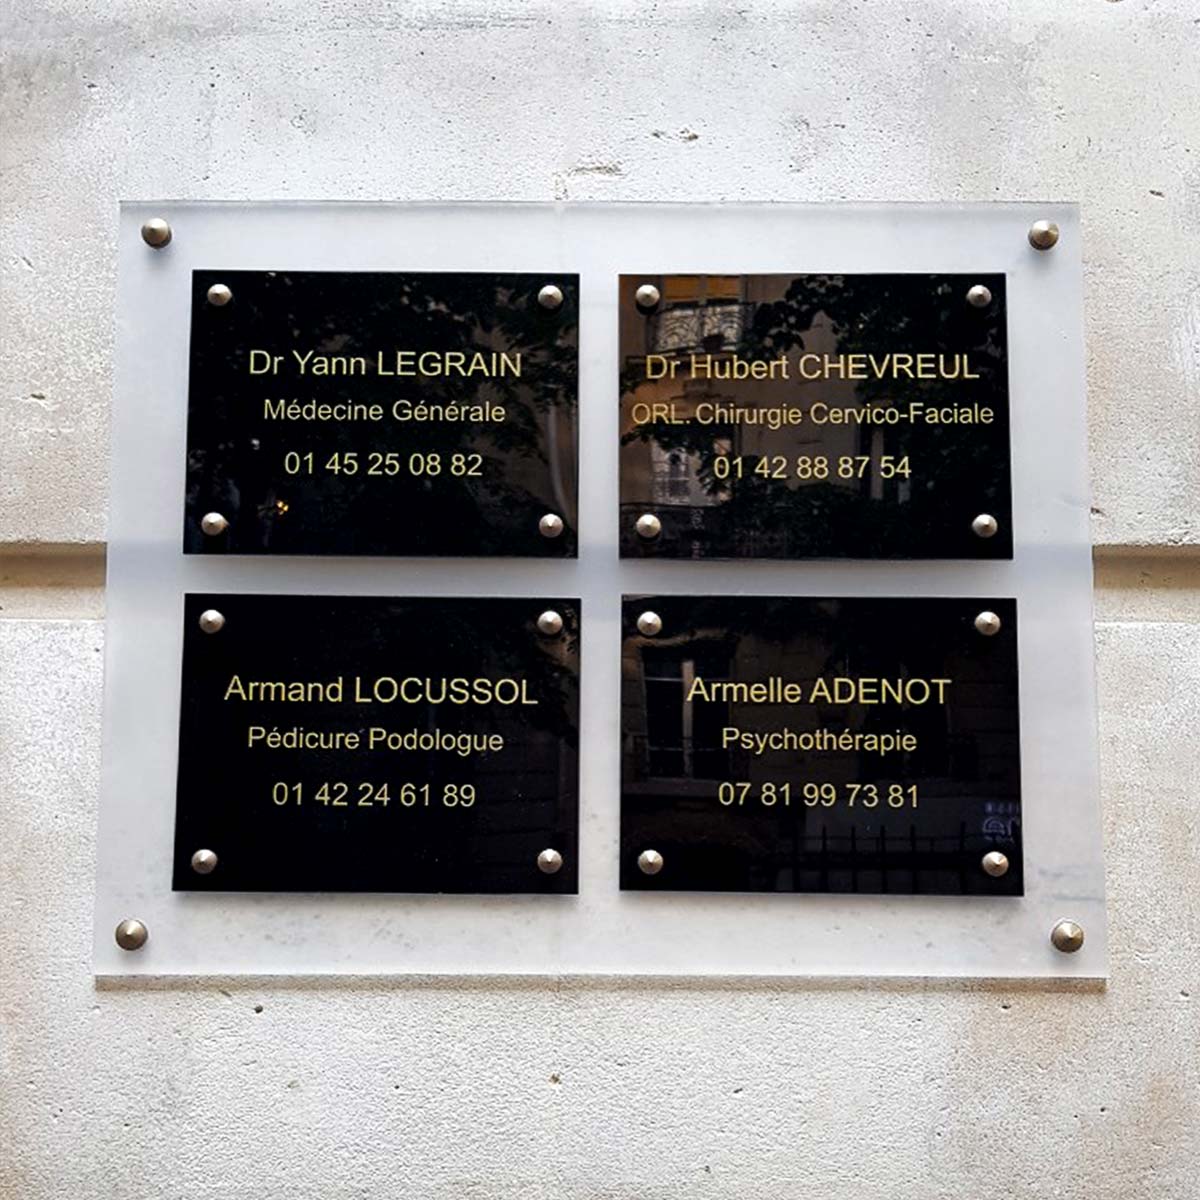 Dr Yann LEGRAIN
Médecine Générale
01 45 25 08 82
Dr Hubert CHEVREUL
ORL. Chirurgie Cervico-Faciale
01 42 88 87 54
Armand LOCUSSOL
Pédicure Podologue
01 42 24 61 89
Armelle ADENOT
Psychothérapie
07 81 99 73 81